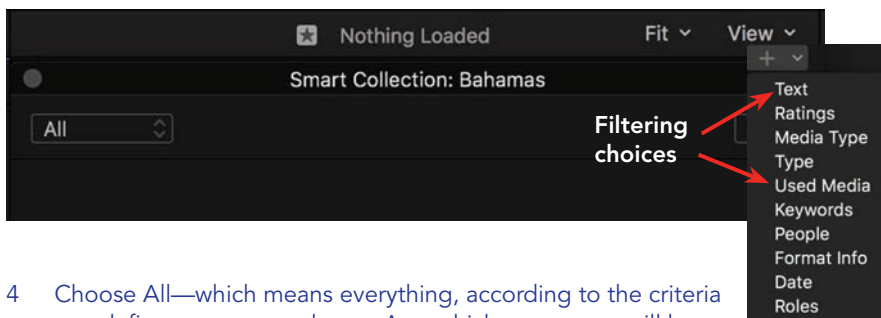 Nothing Loaded Fit View
Smart Collection: Bahamas
All
Filtering
choices
Text
Ratings
Media Type
Type
Used Media
Keywords
People
Format Info
Date
Roles
4 Choose All—which means everything, according to the criteria